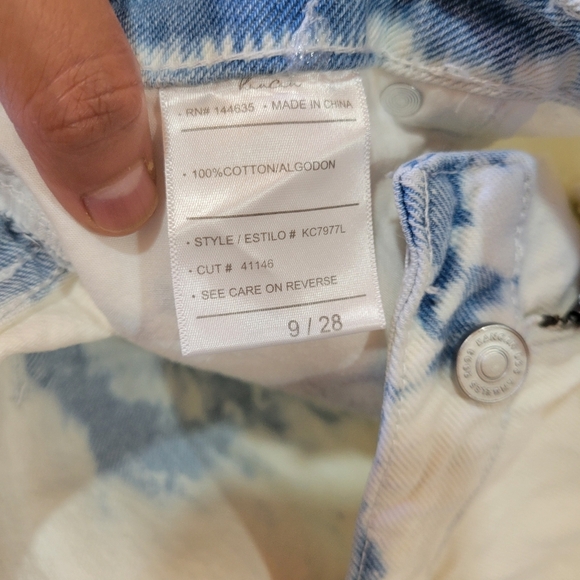 KanCan
• RN# 144635 • MADE IN CHINA
• 100%COTTON/ALGODON
• STYLE / ESTILO # KC7977L
• CUT # 41146
• SEE CARE ON REVERSE
9 / 28